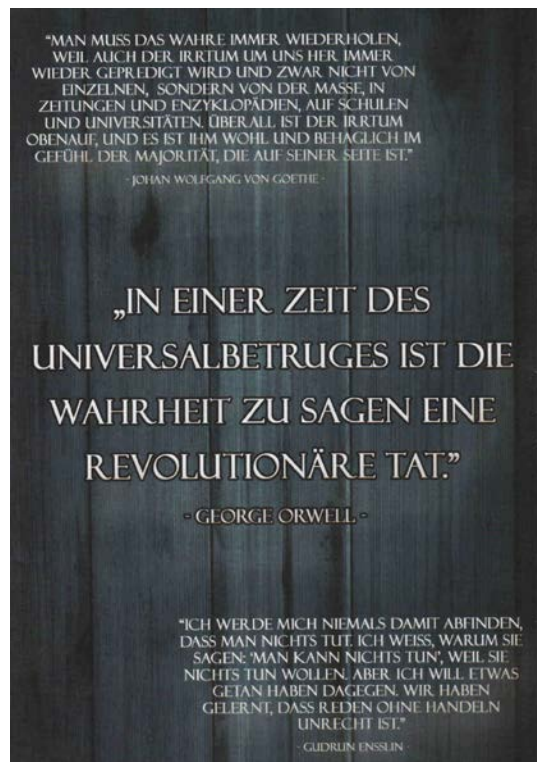 "MAN MUSS DAS WAHRE IMMER WIEDERHOLEN,
WEIL AUCH DER IRRTUM UM UNS HER IMMER
WIEDER GEPREDIGT WIRD UND ZWAR NICHT VON
EINZELNEN, SONDERN VON DER MASSE, IN
ZEITUNGEN UND ENZYKLOPÄDIEN, AUF SCHULEN
UND UNIVERSITÄTEN. ÜBERALL IST DER IRRTUM
OBENAUF, UND ES IST IHM WOHL UND BEHAGLICH IM
GEFÜHL DER MAJORITÄT, DIE AUF SEINER SEITE IST."
- JOHAN WOLFGANG VON GOETHE -
„IN EINER ZEIT DES
UNIVERSALBETRUGES IST DIE
WAHRHEIT ZU SAGEN EINE
REVOLUTIONÄRE TAT."
- GEORGE ORWELL -
"ICH WERDE MICH NIEMALS DAMIT ABFINDEN,
DASS MAN NICHTS TUT. ICH WEISS, WARUM SIE
SAGEN: 'MAN KANN NICHTS TUN', WEIL SIE
NICHTS TUN WOLLEN. ABER ICH WILL ETWAS
GETAN HABEN DAGEGEN. WIR HABEN
GELERNT, DASS REDEN OHNE HANDELN
UNRECHT IST."
- GUDRUN ENSSLIN -